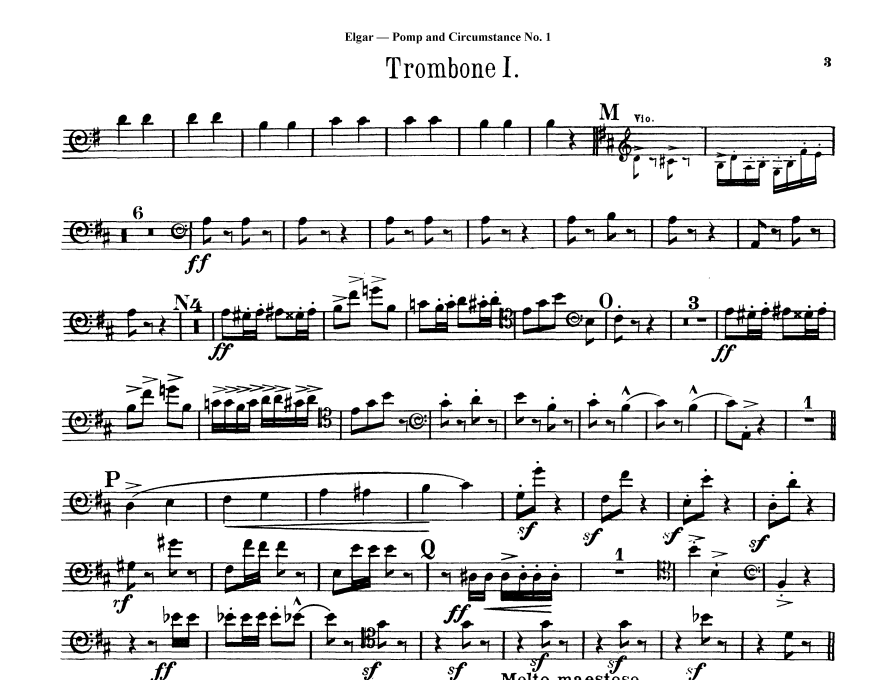 Elgar — Pomp and Circumstance No. 1
Trombone I.
3
M
Vio.
6
ff
N 4
O.
3
ff
ff
1
P
sf
sf
sf
sf
Q
1
rf
ff
ff
sf
sf
sf
sf
sf
Molto maestoso